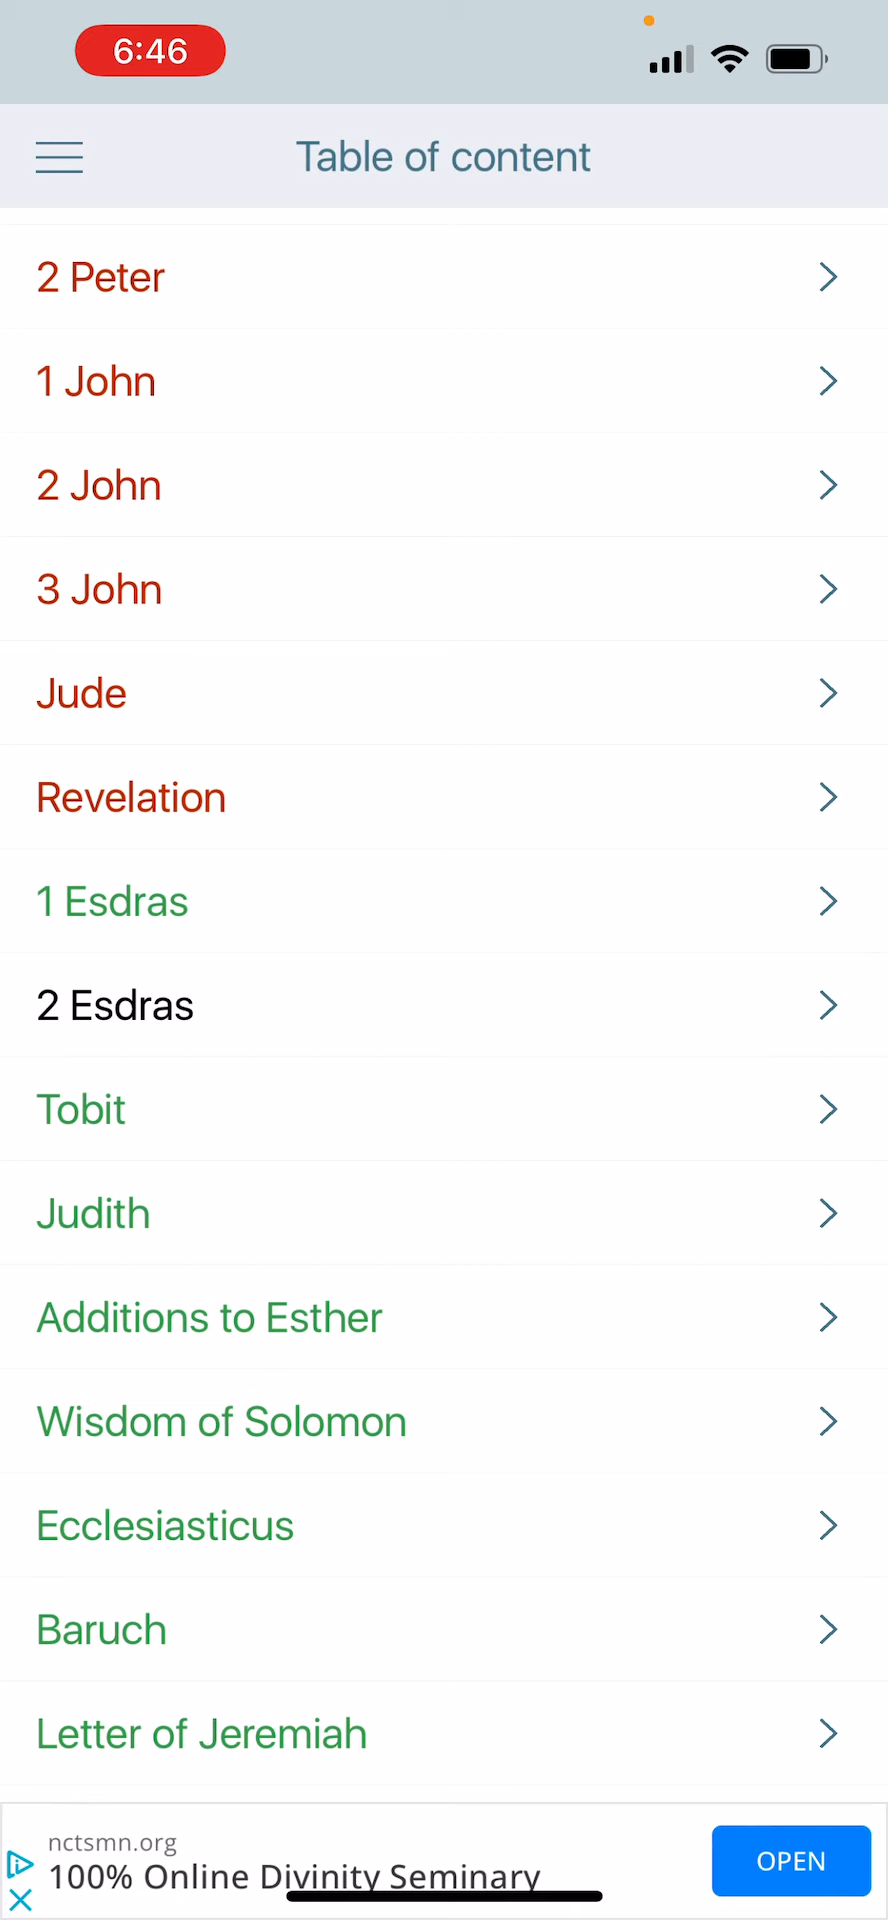 6:46
Table of content
2 Peter
1 John
2 John
3 John
Jude
Revelation
1 Esdras
2 Esdras
Tobit
Judith
Additions to Esther
Wisdom of Solomon
Ecclesiasticus
Baruch
Letter of Jeremiah
nctsmn.org
100% Online Divinity Seminary
OPEN